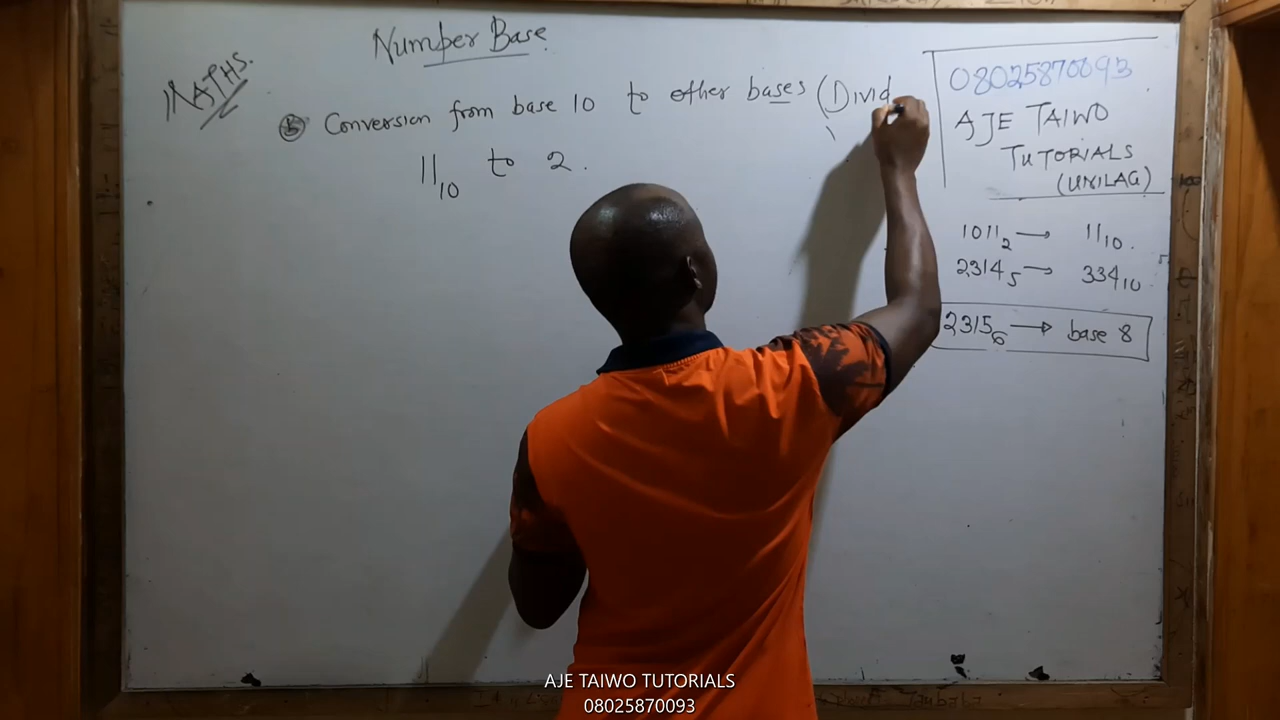 Number Base
MATHS.
(b) Conversion from base 10 to other bases (Divid
11₁₀ to 2.
08025870093
AJE TAIWO
TUTORIALS
(UNILAG)
1011₂ → 11₁₀.
2314₅ → 334₁₀.
2315₆ → base 8
AJE TAIWO TUTORIALS
08025870093